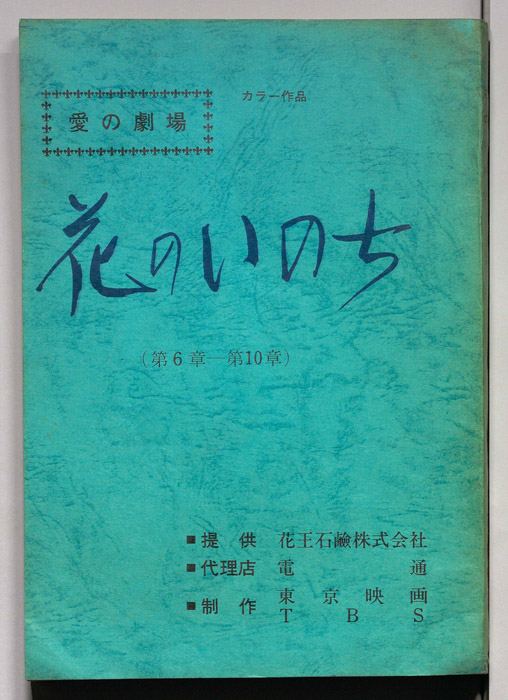 カラー作品
愛の劇場
花のいのち
(第6章―第10章)
■提供 花王石鹸株式会社
■代理店 電通
■制作 東京映画
TBS